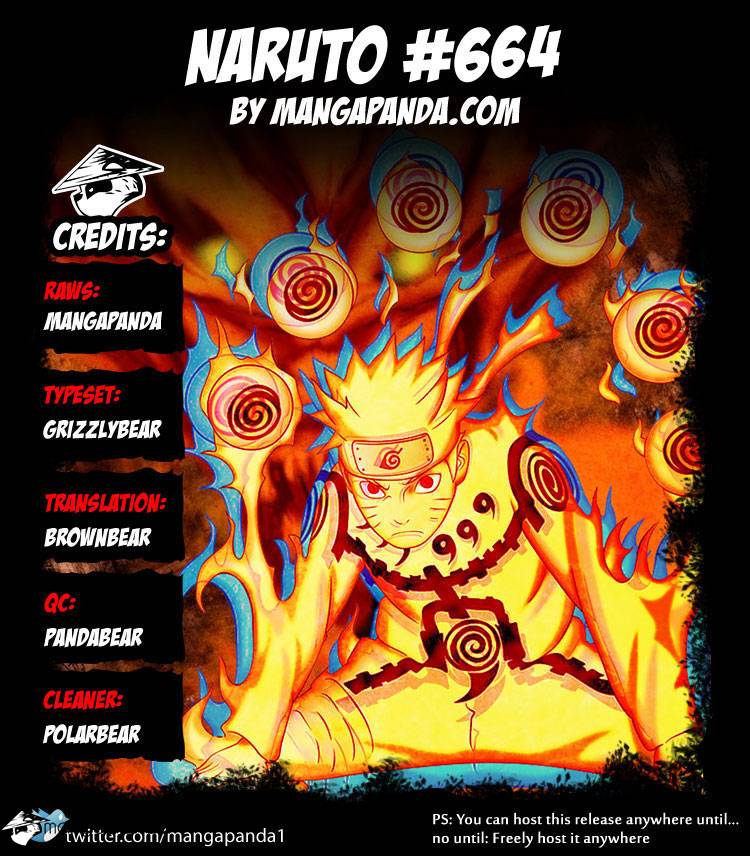 NARUTO #664
BY MANGAPANDA.COM
CREDITS:
RAWS:
MANGAPANDA
TYPESET:
GRIZZLYBEAR
TRANSLATION:
BROWNBEAR
QC:
PANDABEAR
CLEANER:
POLARBEAR
twitter.com/mangapanda1
PS: You can host this release anywhere until...
no until: Freely host it anywhere